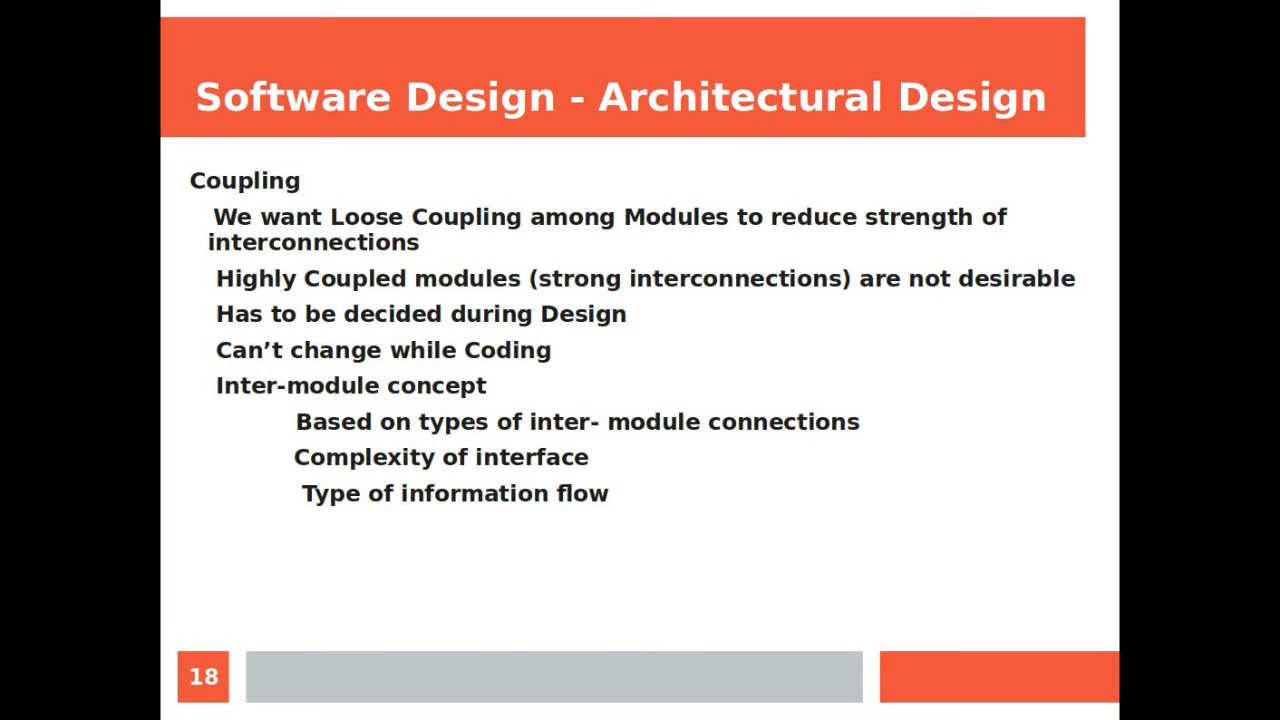 Software Design - Architectural Design
Coupling
We want Loose Coupling among Modules to reduce strength of
interconnections
Highly Coupled modules (strong interconnections) are not desirable
Has to be decided during Design
Can’t change while Coding
Inter-module concept
Based on types of inter- module connections
Complexity of interface
Type of information flow
18